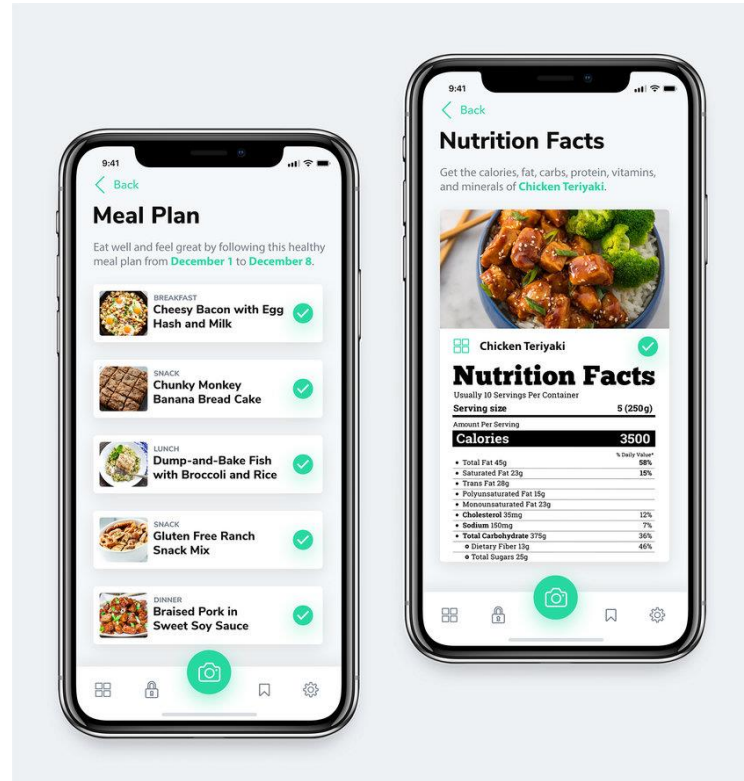 9:41
Back
Meal Plan
Eat well and feel great by following this healthy
meal plan from December 1 to December 8.
BREAKFAST
Cheesy Bacon with Egg
Hash and Milk
SNACK
Chunky Monkey
Banana Bread Cake
LUNCH
Dump-and-Bake Fish
with Broccoli and Rice
SNACK
Gluten Free Ranch
Snack Mix
DINNER
Braised Pork in
Sweet Soy Sauce
9:41
Back
Nutrition Facts
Get the calories, fat, carbs, protein, vitamins,
and minerals of Chicken Teriyaki.
Chicken Teriyaki
Nutrition Facts
Usually 10 Servings Per Container
Serving size 5 (250g)
Amount Per Serving
Calories 3500
% Daily Value*
• Total Fat 45g 58%
• Saturated Fat 23g 15%
• Trans Fat 28g
• Polyunsaturated Fat 15g
• Monounsaturated Fat 23g
• Cholesterol 35mg 12%
• Sodium 150mg 7%
• Total Carbohydrate 375g 36%
Dietary Fiber 13g 46%
Total Sugars 25g